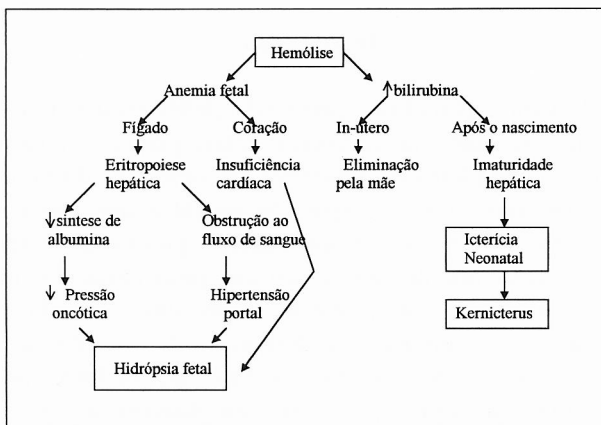 Hemólise
Anemia fetal
↑ bilirubina
Fígado
Coração
In-útero
Após o nascimento
Eritropoiese
hepática
Insuficiência
cardíaca
Eliminação
pela mãe
Imaturidade
hepática
↓ síntese de
albumina
Obstrução ao
fluxo de sangue
Icterícia
Neonatal
↓ Pressão
oncótica
Hipertensão
portal
Kernicterus
Hidrópsia fetal